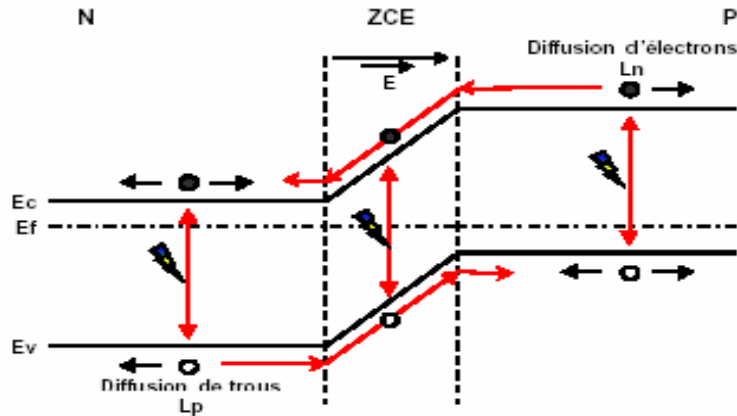 N ZCE P
Diffusion d'électrons
Ln
E
Ec
Ef
Ev
Diffusion de trous
Lp